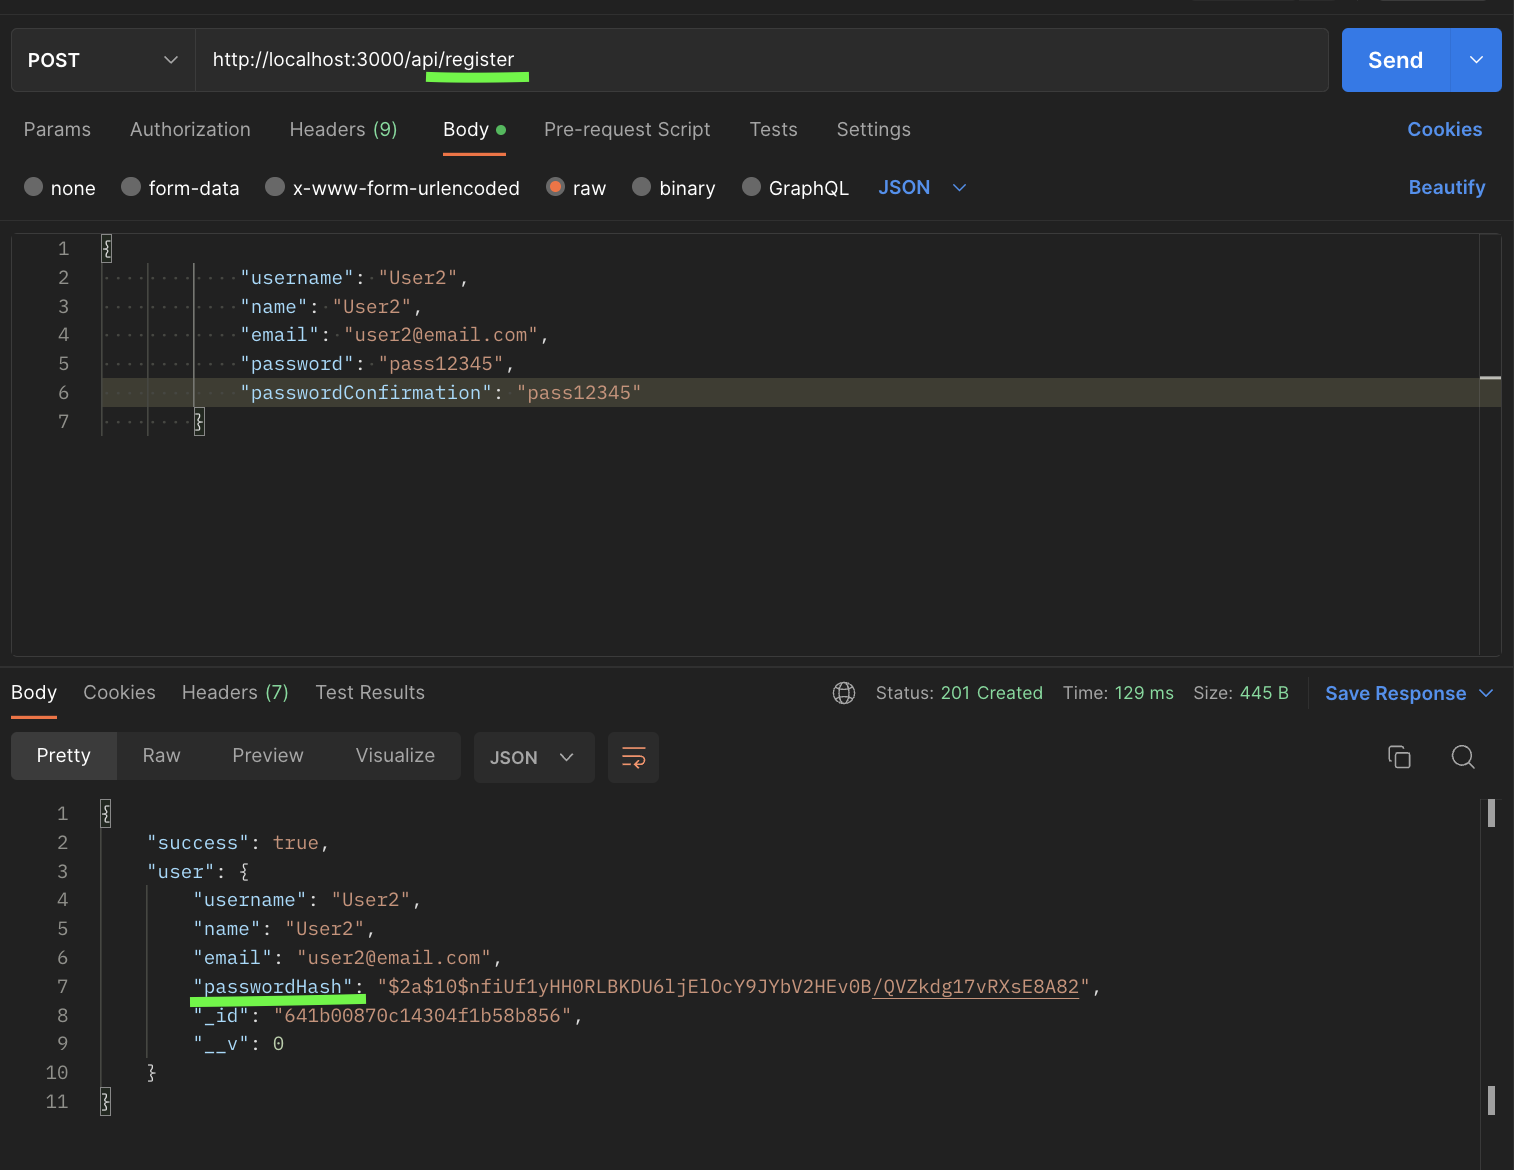 POST http://localhost:3000/api/register Send
Params Authorization Headers (9) Body Pre-request Script Tests Settings Cookies
none form-data x-www-form-urlencoded raw binary GraphQL JSON Beautify
1 {
2 "username": "User2",
3 "name": "User2",
4 "email": "user2@email.com",
5 "password": "pass12345",
6 "passwordConfirmation": "pass12345"
7 }
Body Cookies Headers (7) Test Results Status: 201 Created Time: 129 ms Size: 445 B Save Response
Pretty Raw Preview Visualize JSON
1 {
2 "success": true,
3 "user": {
4 "username": "User2",
5 "name": "User2",
6 "email": "user2@email.com",
7 "passwordHash": "$2a$10$nfiUf1yHH0RLBKDU6ljElOcY9JYbV2HEv0B/QVZkdg17vRXsE8A82",
8 "_id": "641b00870c14304f1b58b856",
9 "__v": 0
10 }
11 }